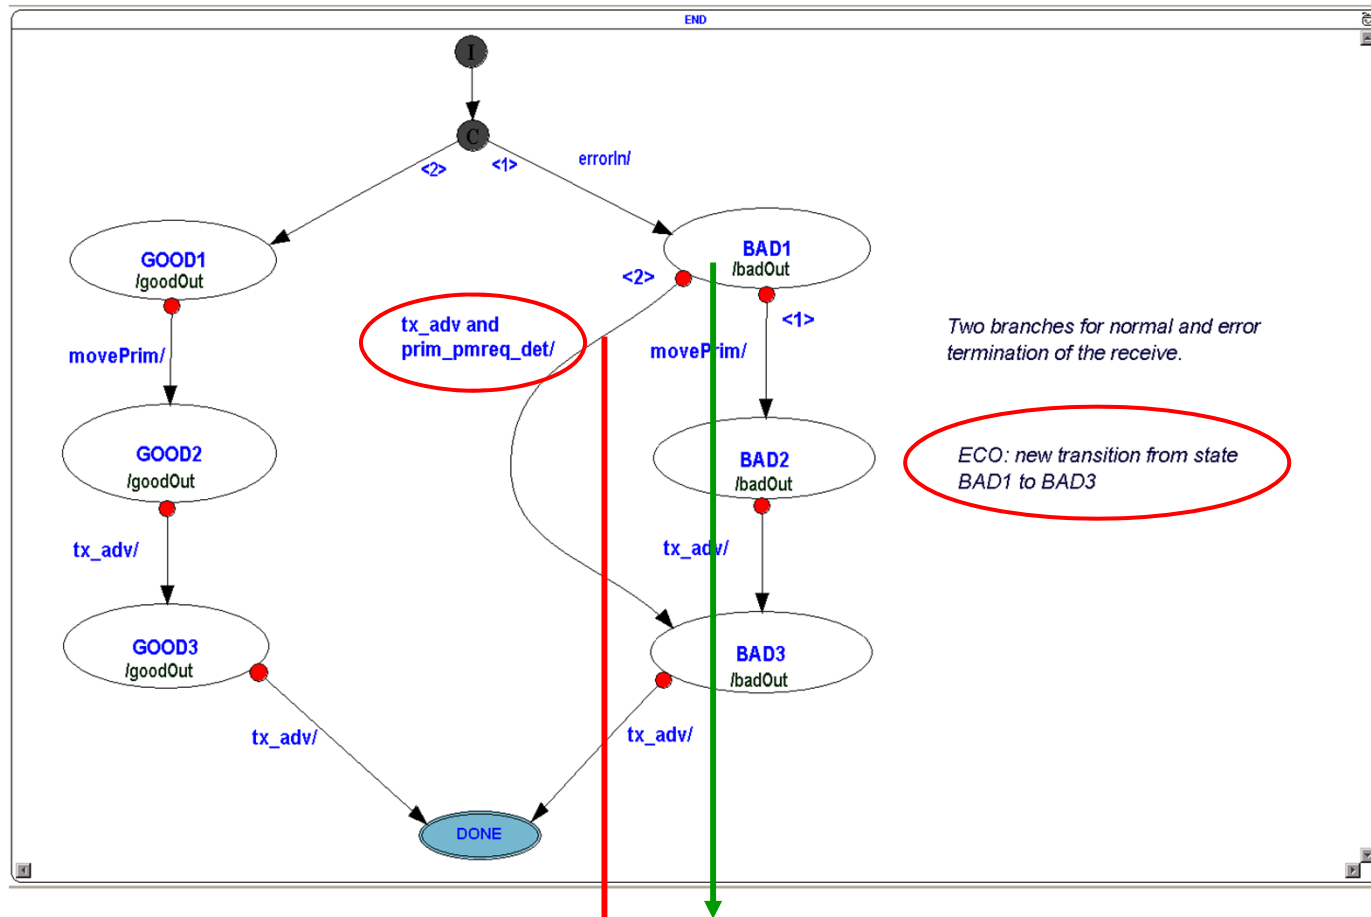 END
I
C
<2>
<1>
errorIn/
GOOD1
/goodOut
BAD1
/badOut
<2>
<1>
tx_adv and
prim_pmreq_det/
movePrim/
movePrim/
Two branches for normal and error
termination of the receive.
GOOD2
/goodOut
BAD2
/badOut
ECO: new transition from state
BAD1 to BAD3
tx_adv/
tx_adv/
GOOD3
/goodOut
BAD3
/badOut
tx_adv/
tx_adv/
DONE